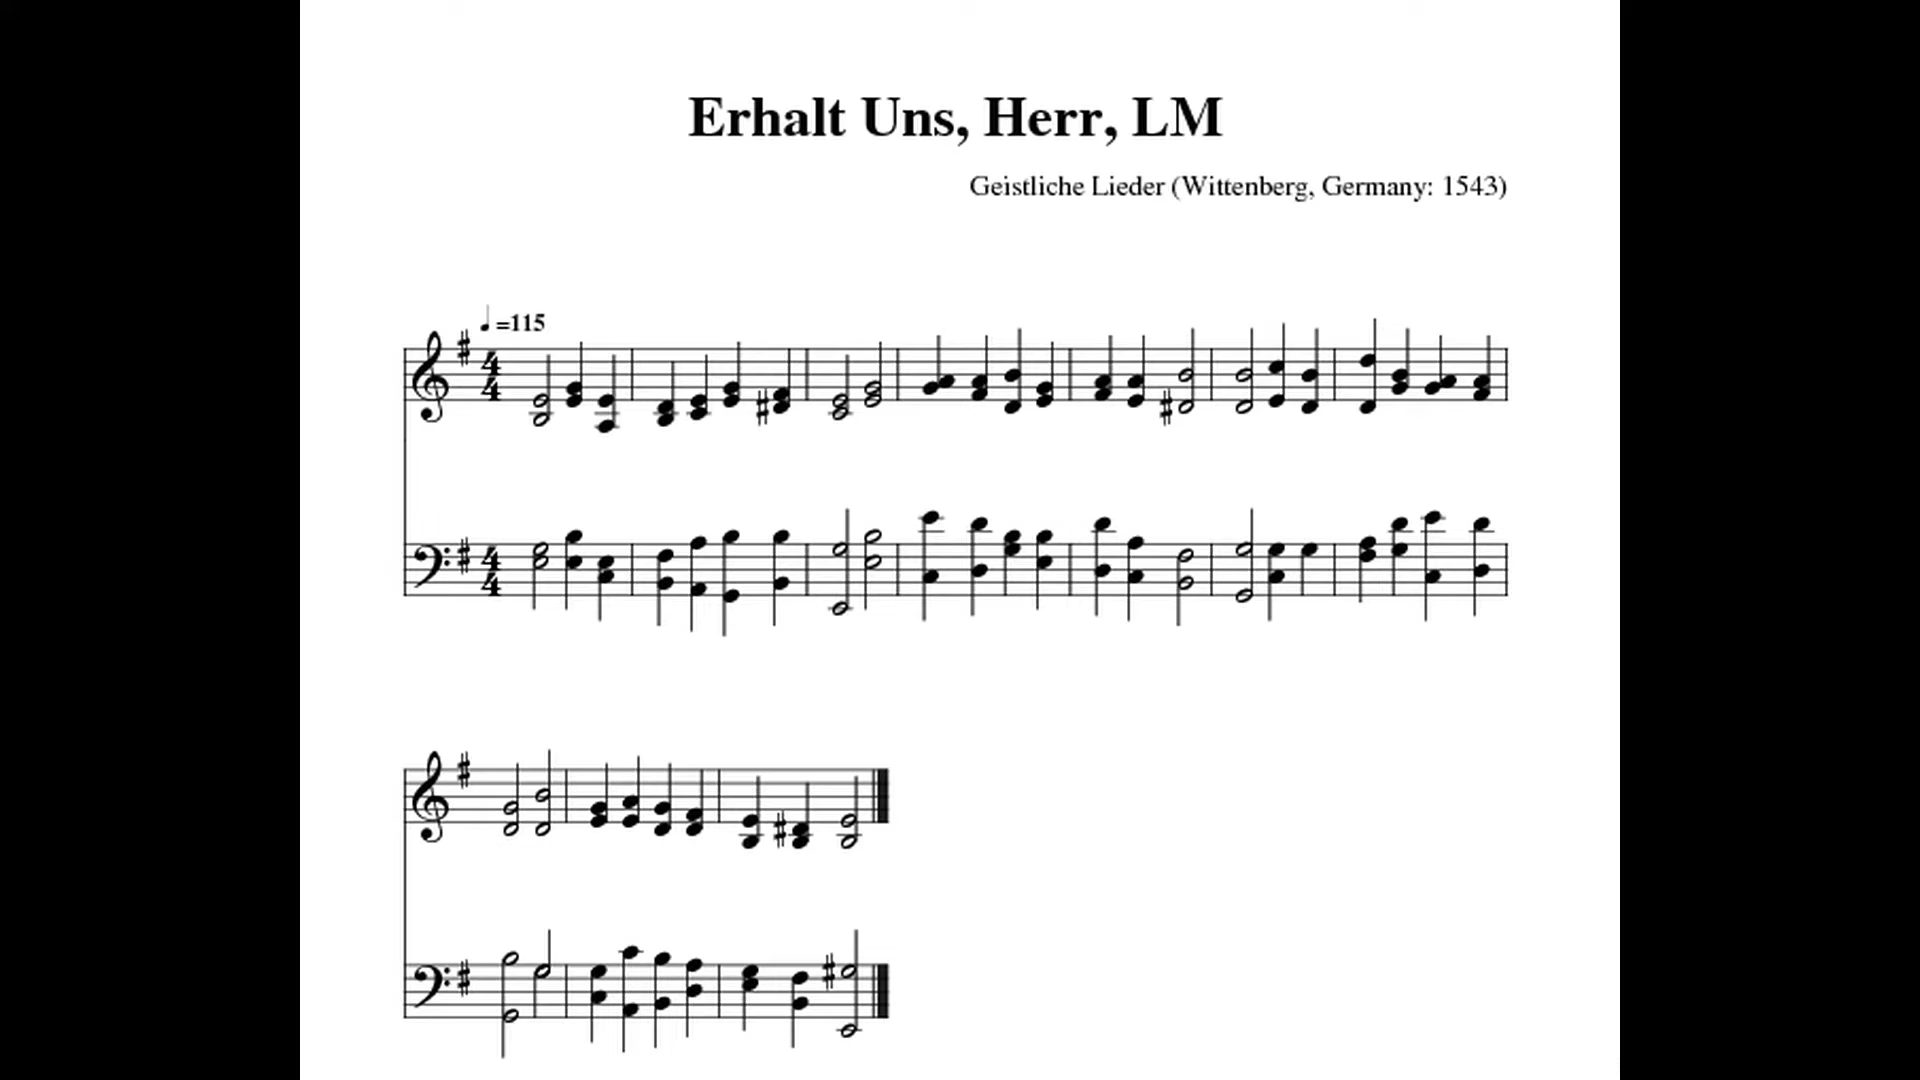 Erhalt Uns, Herr, LM
Geistliche Lieder (Wittenberg, Germany: 1543)
♩ =115